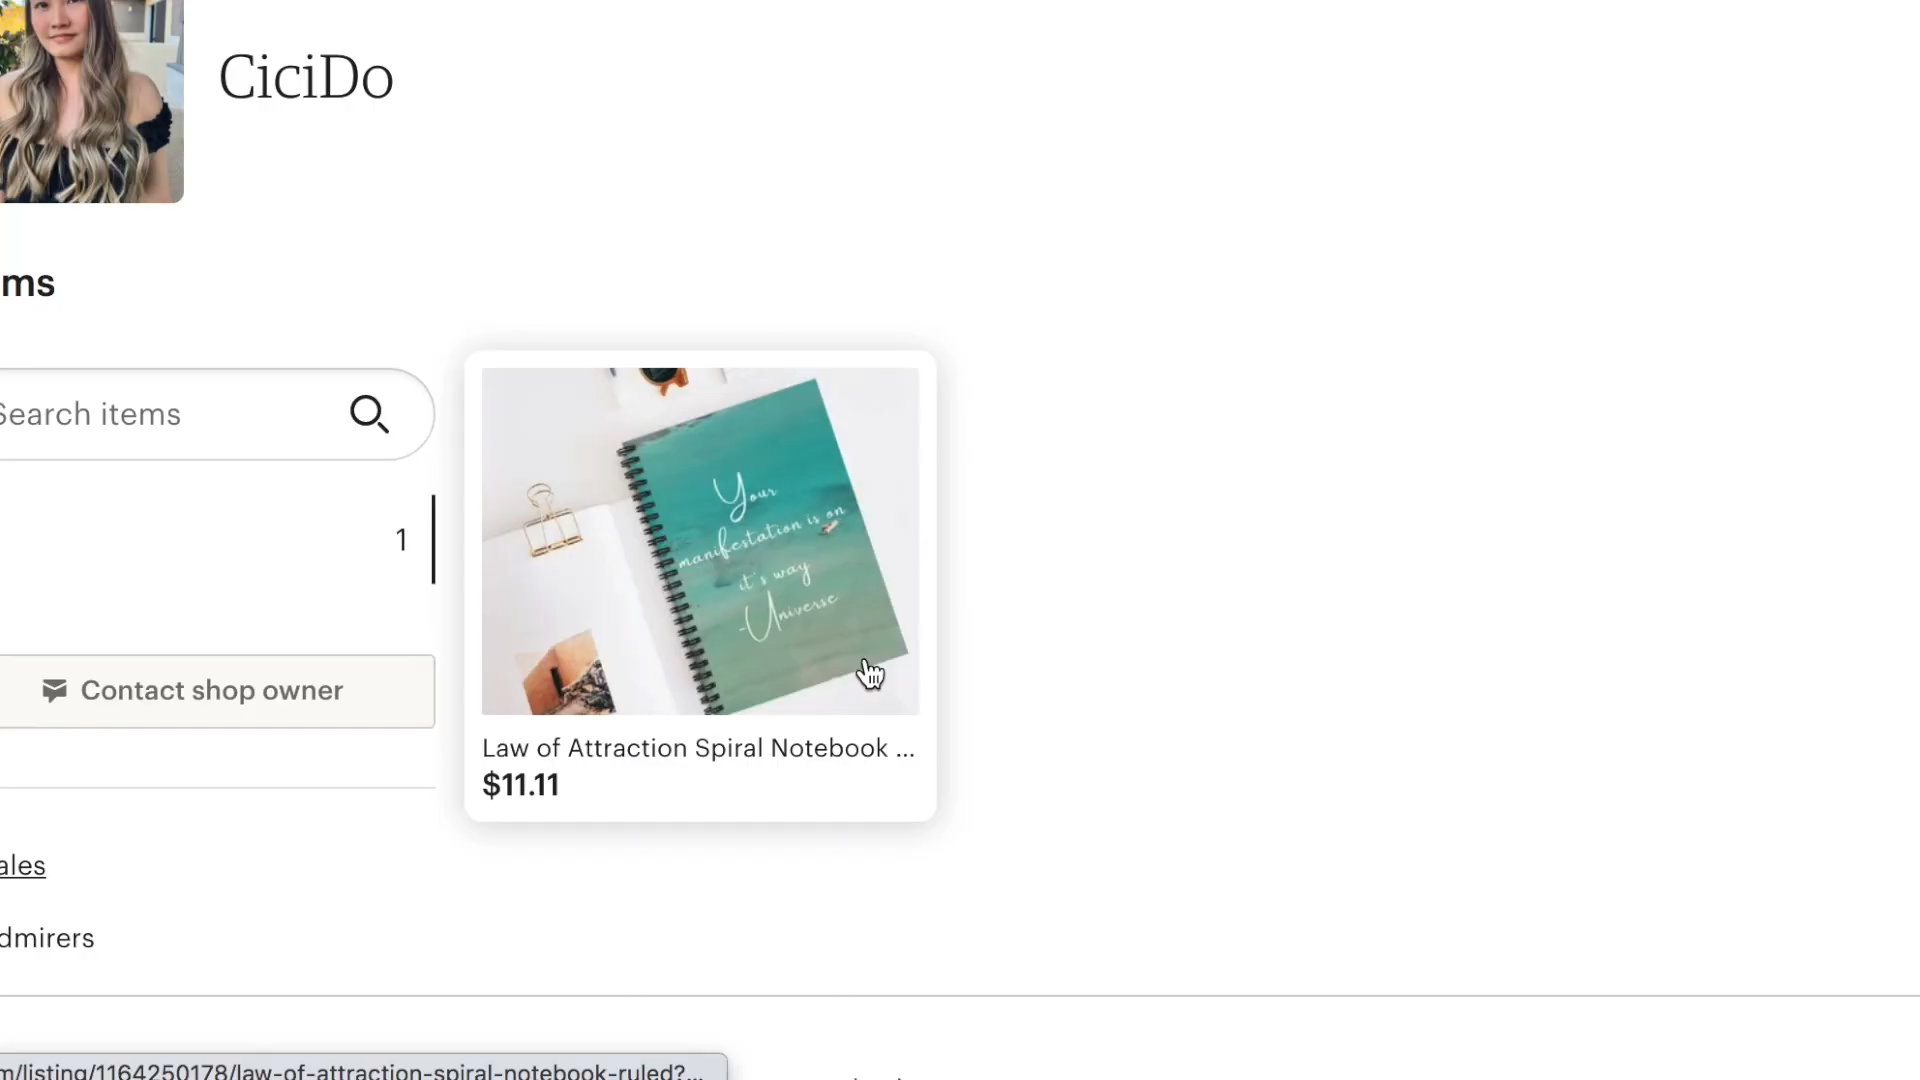 CiciDo
ms
Search items
1
Your
manifestation is on
it's way
-Universe
Contact shop owner
Law of Attraction Spiral Notebook ...
$11.11
ales
dmirers
m/listing/1164250178/law-of-attraction-spiral-notebook-ruled?...